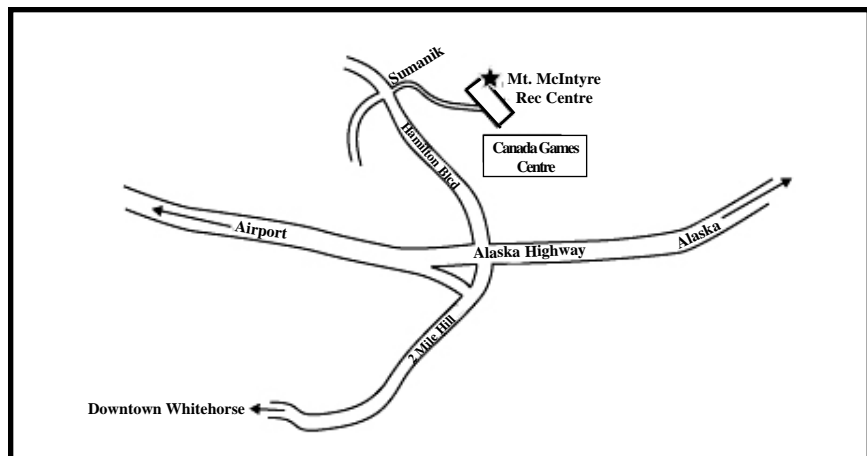 Sumanik
Mt. McIntyre
Rec Centre
Hamilton Blvd
Canada Games
Centre
Airport
Alaska Highway
Alaska
2 Mile Hill
Downtown Whitehorse